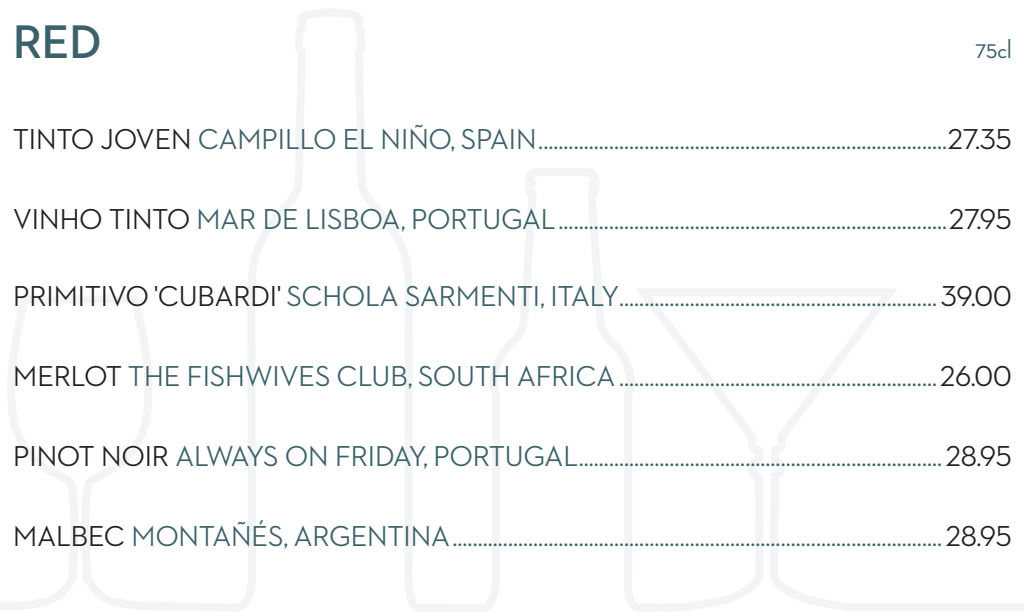 RED
75cl
TINTO JOVEN CAMPILLO EL NIÑO, SPAIN 27.35
VINHO TINTO MAR DE LISBOA, PORTUGAL 27.95
PRIMITIVO 'CUBARDI' SCHOLA SARMENTI, ITALY 39.00
MERLOT THE FISHWIVES CLUB, SOUTH AFRICA 26.00
PINOT NOIR ALWAYS ON FRIDAY, PORTUGAL 28.95
MALBEC MONTAÑÉS, ARGENTINA 28.95